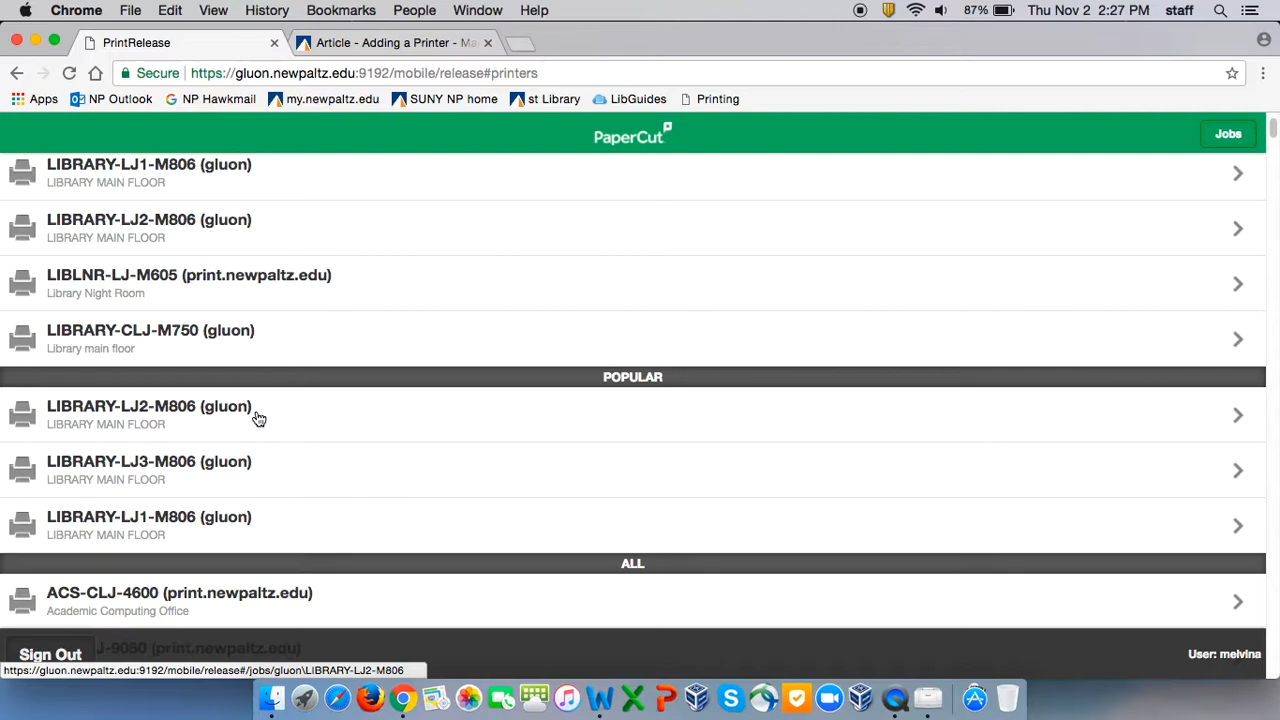 Chrome File Edit View History Bookmarks People Window Help 87% Thu Nov 2 2:27 PM staff
PrintRelease Article - Adding a Printer - Ma
Secure https://gluon.newpaltz.edu:9192/mobile/release#printers
Apps NP Outlook NP Hawkmail my.newpaltz.edu SUNY NP home st Library LibGuides Printing
PaperCut Jobs
LIBRARY-LJ1-M806 (gluon)
LIBRARY MAIN FLOOR
LIBRARY-LJ2-M806 (gluon)
LIBRARY MAIN FLOOR
LIBLNR-LJ-M605 (print.newpaltz.edu)
Library Night Room
LIBRARY-CLJ-M750 (gluon)
Library main floor
POPULAR
LIBRARY-LJ2-M806 (gluon)
LIBRARY MAIN FLOOR
LIBRARY-LJ3-M806 (gluon)
LIBRARY MAIN FLOOR
LIBRARY-LJ1-M806 (gluon)
LIBRARY MAIN FLOOR
ALL
ACS-CLJ-4600 (print.newpaltz.edu)
Academic Computing Office
J-9050 (print.newpaltz.edu)
Sign Out User: melvina
https://gluon.newpaltz.edu:9192/mobile/release#/jobs/gluon\LIBRARY-LJ2-M806